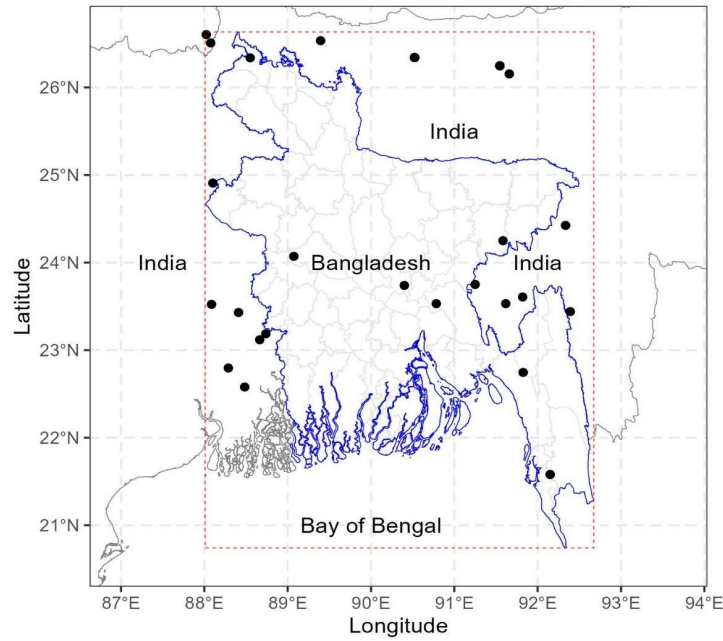 26°N
India
25°N
India
24°N
Bangladesh
India
Latitude
23°N
22°N
21°N
Bay of Bengal
87°E 88°E 89°E 90°E 91°E 92°E 93°E 94°E
Longitude